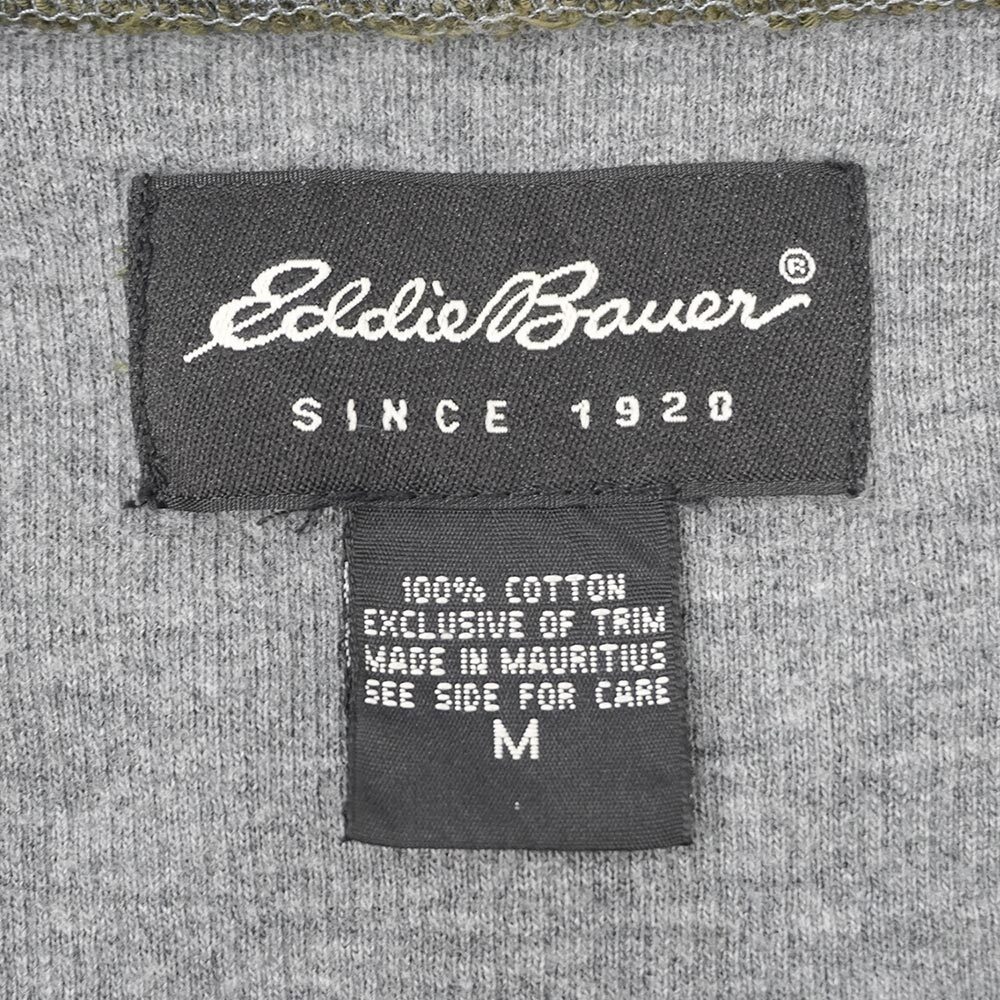 Eddie Bauer®
SINCE 1920
100% COTTON
EXCLUSIVE OF TRIM
MADE IN MAURITIUS
SEE SIDE FOR CARE
M